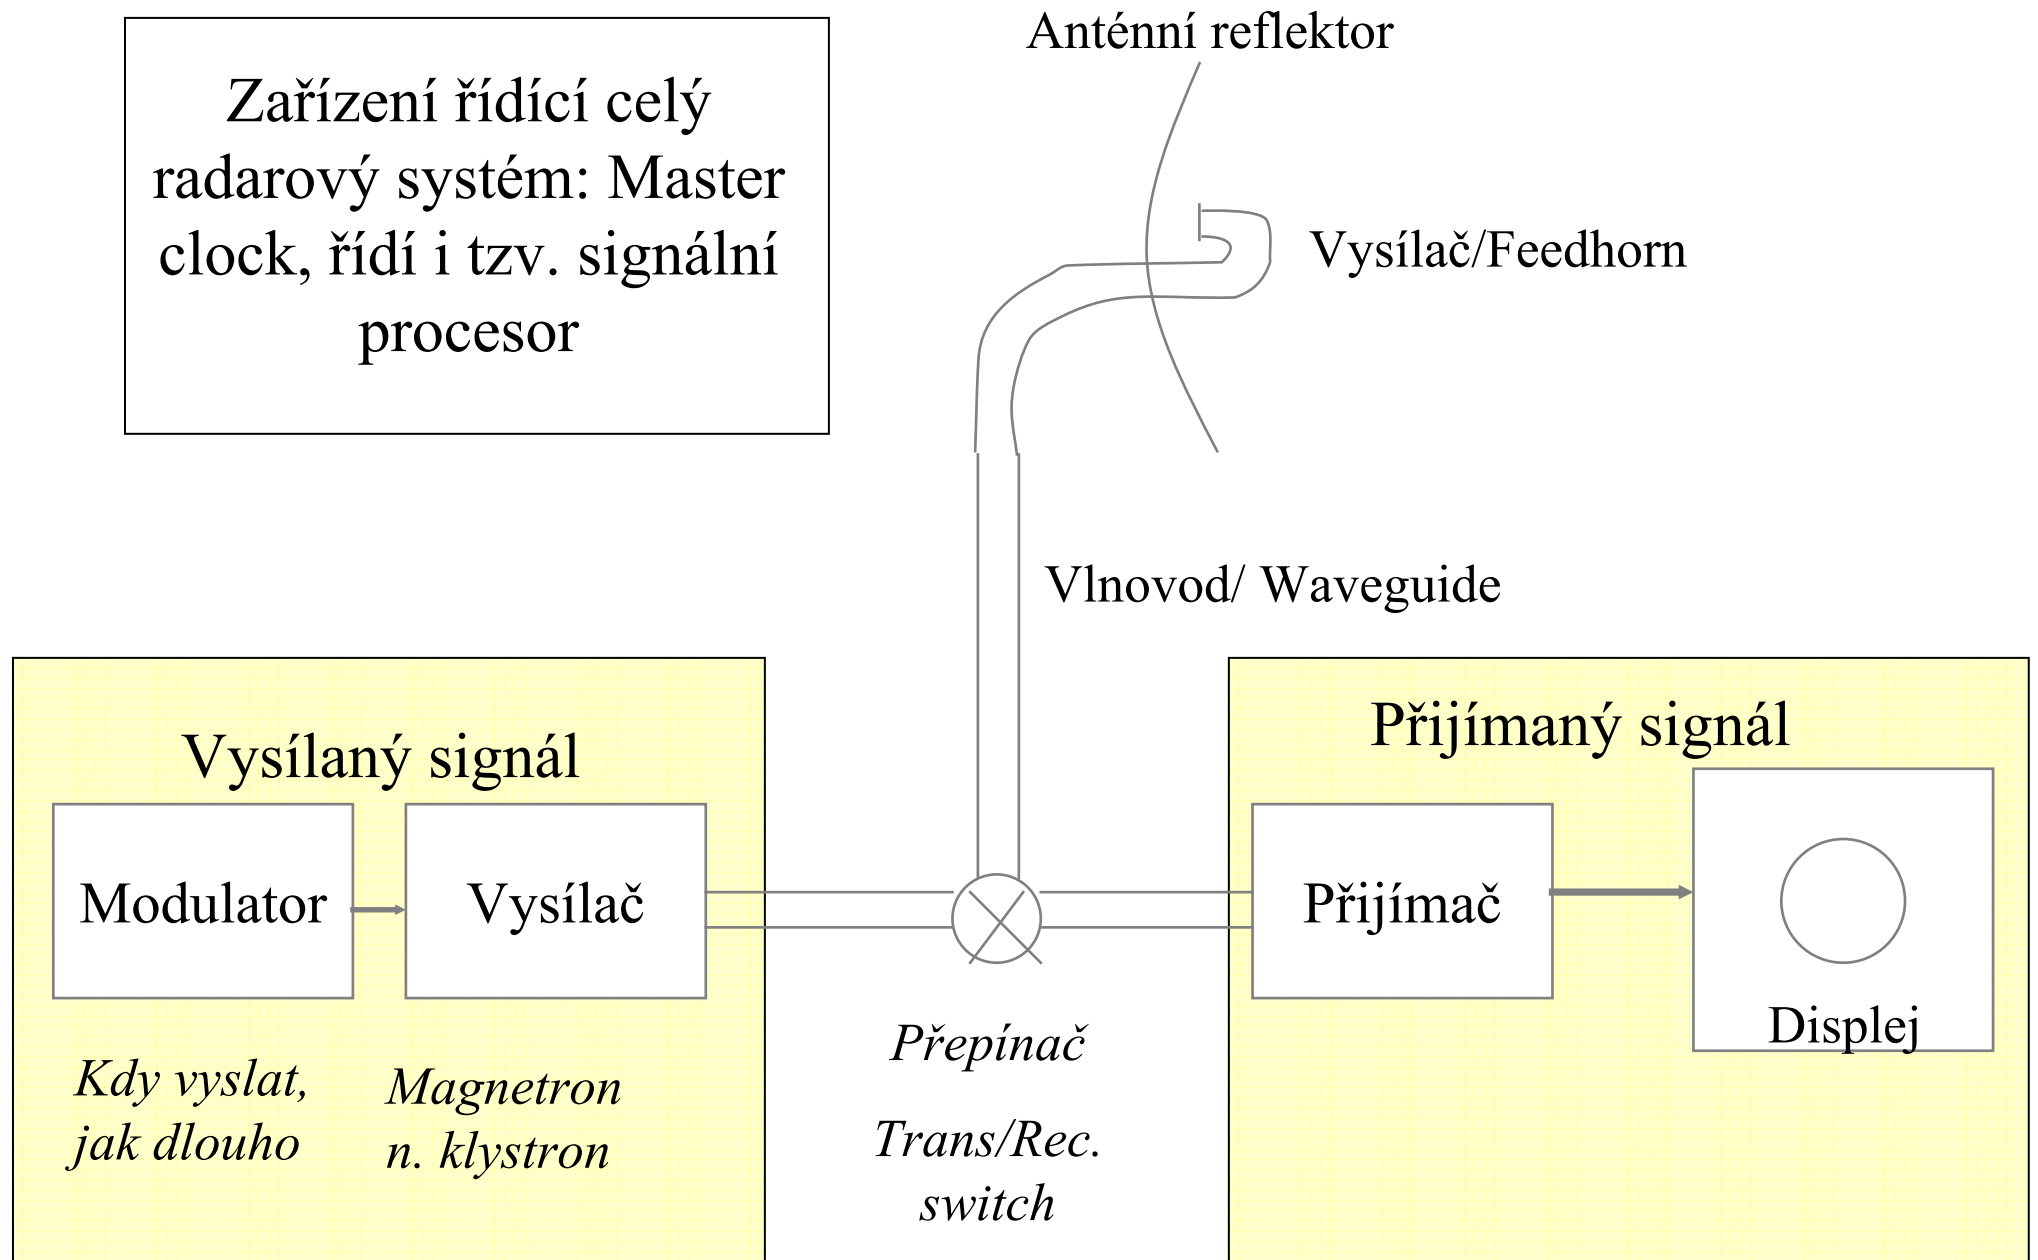 Anténní reflektor
Zařízení řídící celý
radarový systém: Master
clock, řídí i tzv. signální
procesor
Vysílač/Feedhorn
Vlnovod/ Waveguide
Vysílaný signál
Modulator
Vysílač
Kdy vyslat,
jak dlouho
Magnetron
n. klystron
Přepínač
Trans/Rec.
switch
Přijímaný signál
Přijímač
Displej